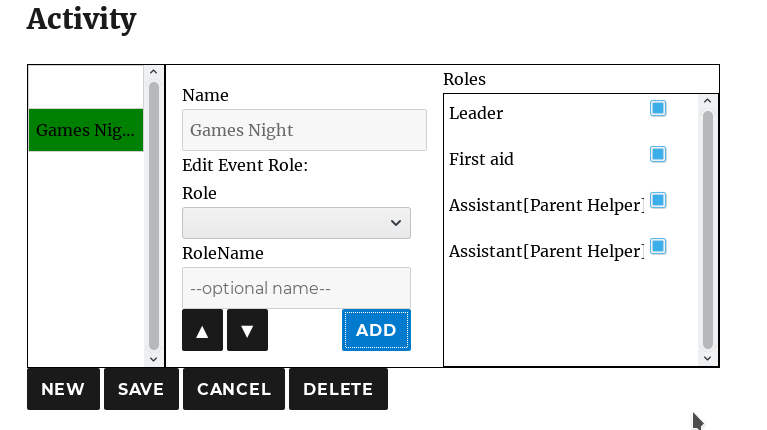 Activity
Games Nig...
Name
Games Night
Edit Event Role:
Role
RoleName
--optional name--
▲ ▼ ADD
Roles
Leader
First aid
Assistant[Parent Helper]
Assistant[Parent Helper]
NEW SAVE CANCEL DELETE